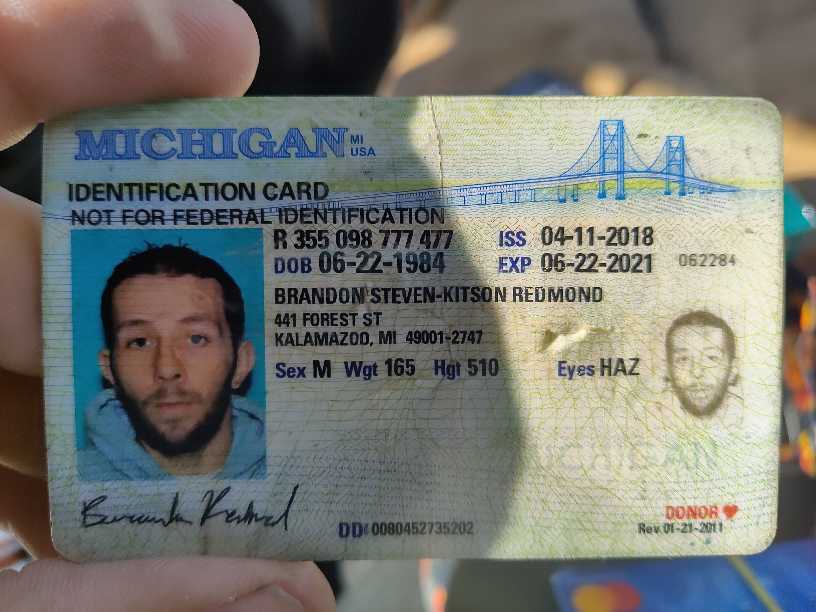 MICHIGAN MI USA
IDENTIFICATION CARD
NOT FOR FEDERAL IDENTIFICATION
R 355 098 777 477 ISS 04-11-2018
DOB 06-22-1984 EXP 06-22-2021 062284
BRANDON STEVEN-KITSON REDMOND
441 FOREST ST
KALAMAZOO, MI 49001-2747
Sex M Wgt 165 Hgt 510 Eyes HAZ
MICHIGAN
DONOR
DD 0080452735202 Rev 01-21-2011